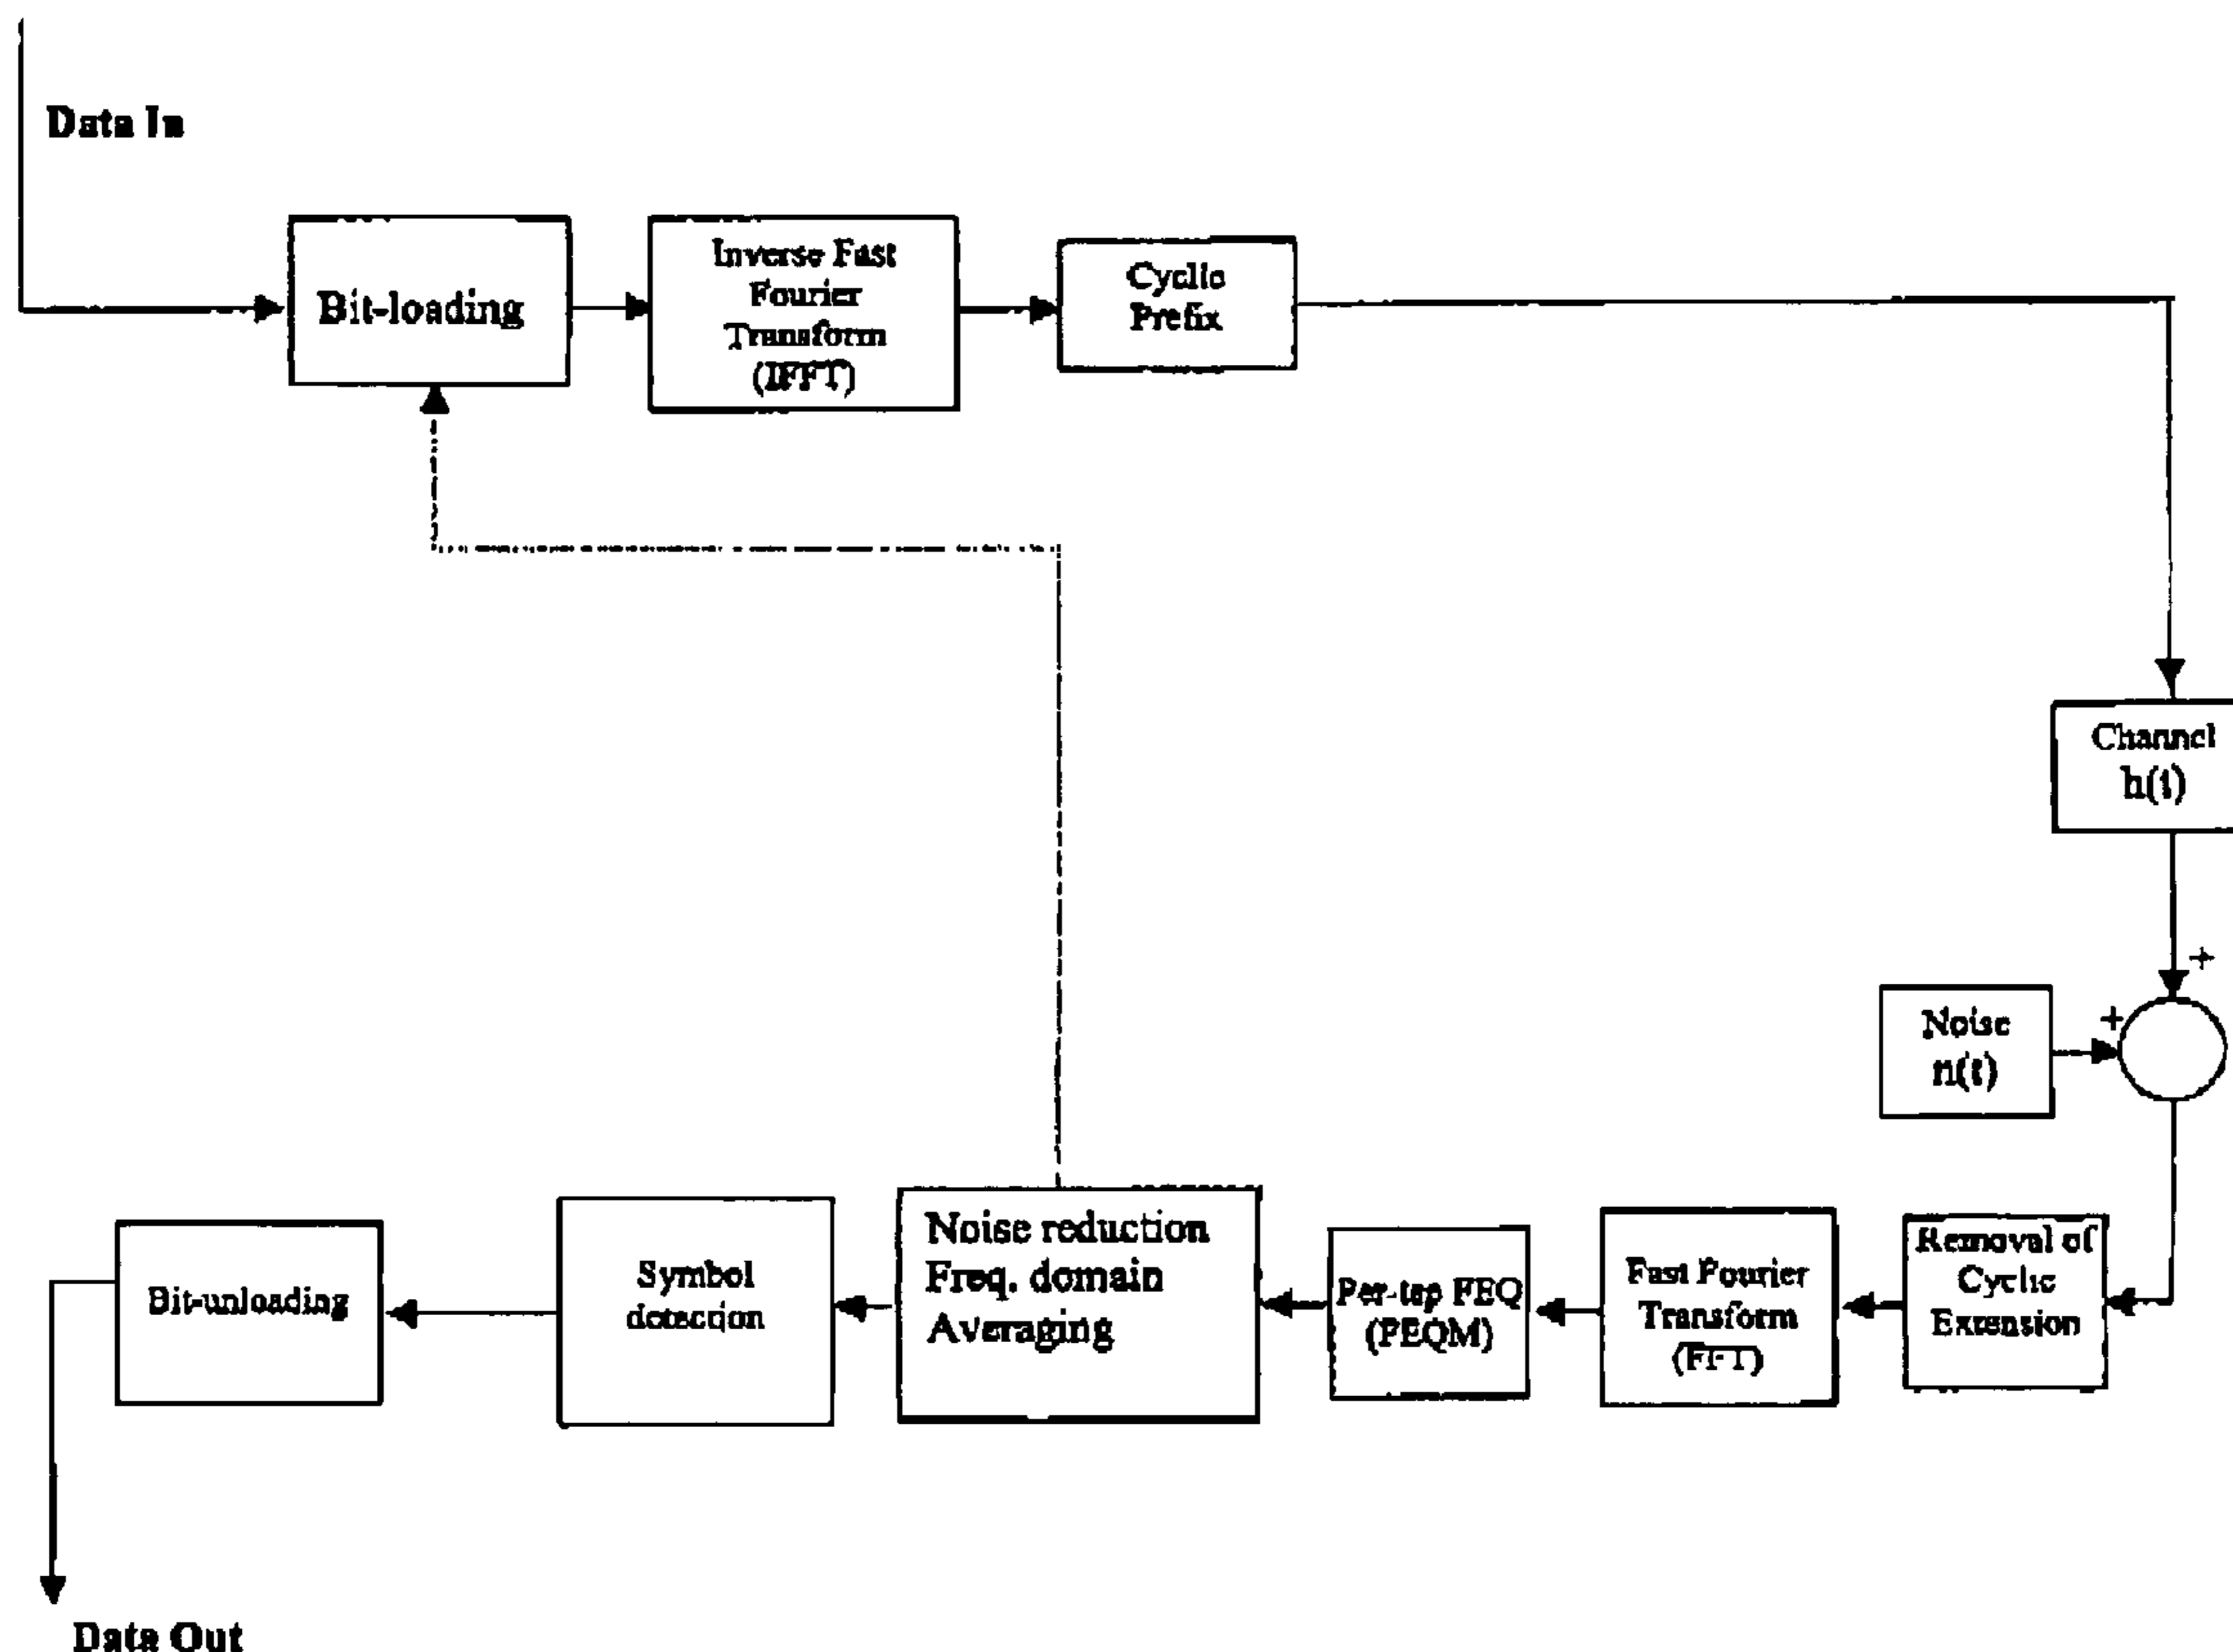 Data In
Bit-loading
Inverse Fast
Fourier
Transform
(IFFT)
Cyclic
Prefix
Channel
h(t)
+
Noise
n(t)
+
Removal of
Cyclic
Extension
Fast Fourier
Transform
(FFT)
Per-tap FEQ
(PEQM)
Noise reduction
Freq. domain
Averaging
Symbol
detection
Bit-unloading
Data Out